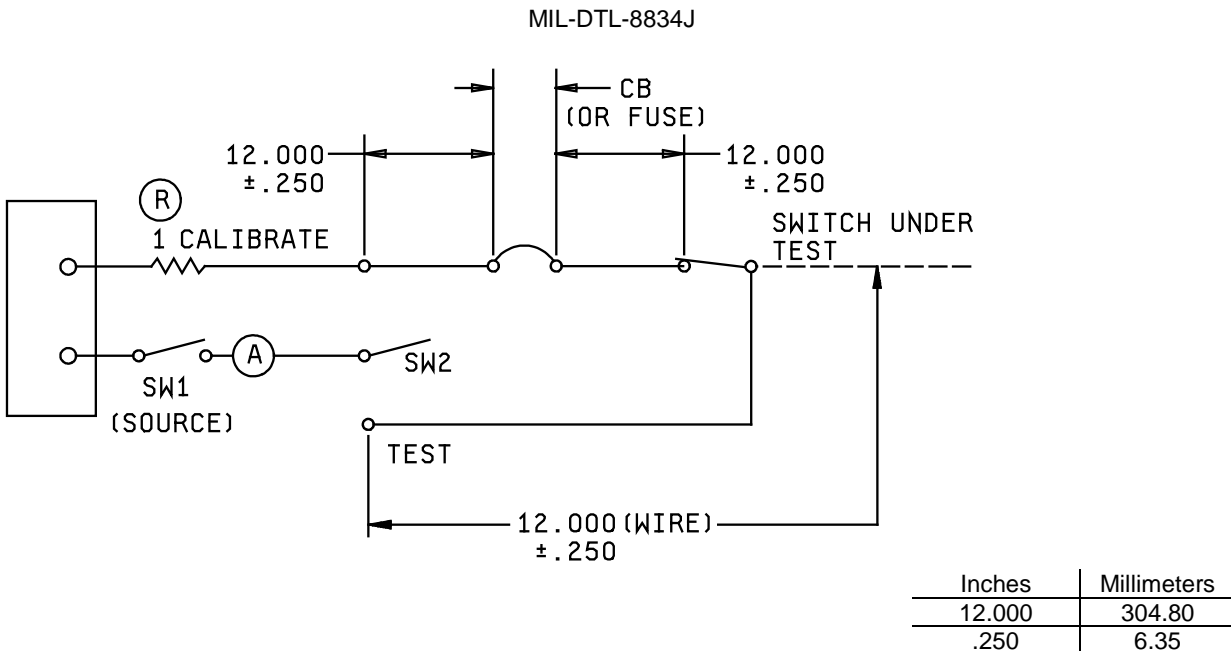 MIL-DTL-8834J
CB
(OR FUSE)
12.000
±.250
12.000
±.250
R
1 CALIBRATE
SWITCH UNDER
TEST
A
SW2
SW1
(SOURCE)
TEST
12.000(WIRE)
±.250
Inches Millimeters
12.000 304.80
.250 6.35